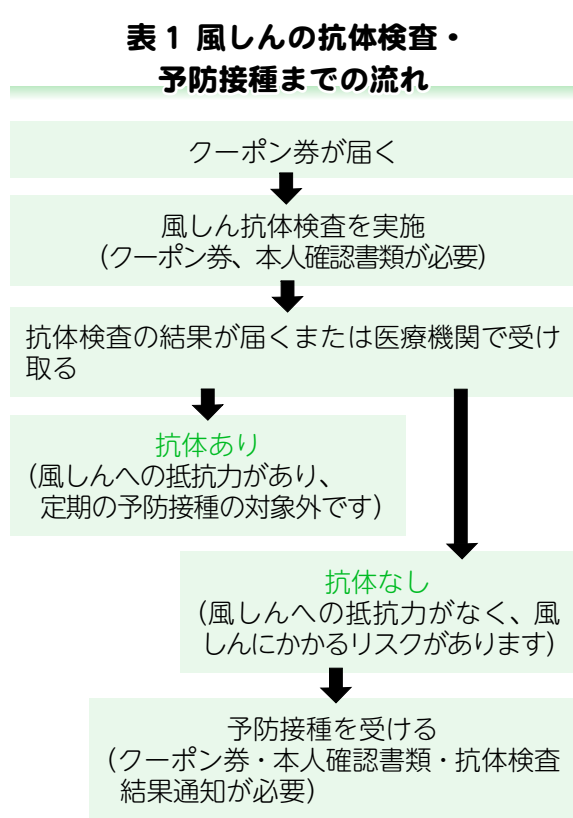 表1 風しんの抗体検査・
予防接種までの流れ
クーポン券が届く
風しん抗体検査を実施
（クーポン券、本人確認書類が必要）
抗体検査の結果が届くまたは医療機関で受け
取る
抗体あり
（風しんへの抵抗力があり、
定期の予防接種の対象外です）
抗体なし
（風しんへの抵抗力がなく、風
しんにかかるリスクがあります）
予防接種を受ける
（クーポン券・本人確認書類・抗体検査
結果通知が必要）